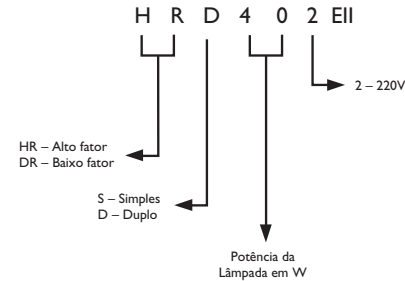 H R D 4 0 2 EII
2 – 220V
HR – Alto fator
DR – Baixo fator
S – Simples
D – Duplo
Potência da
Lâmpada em W